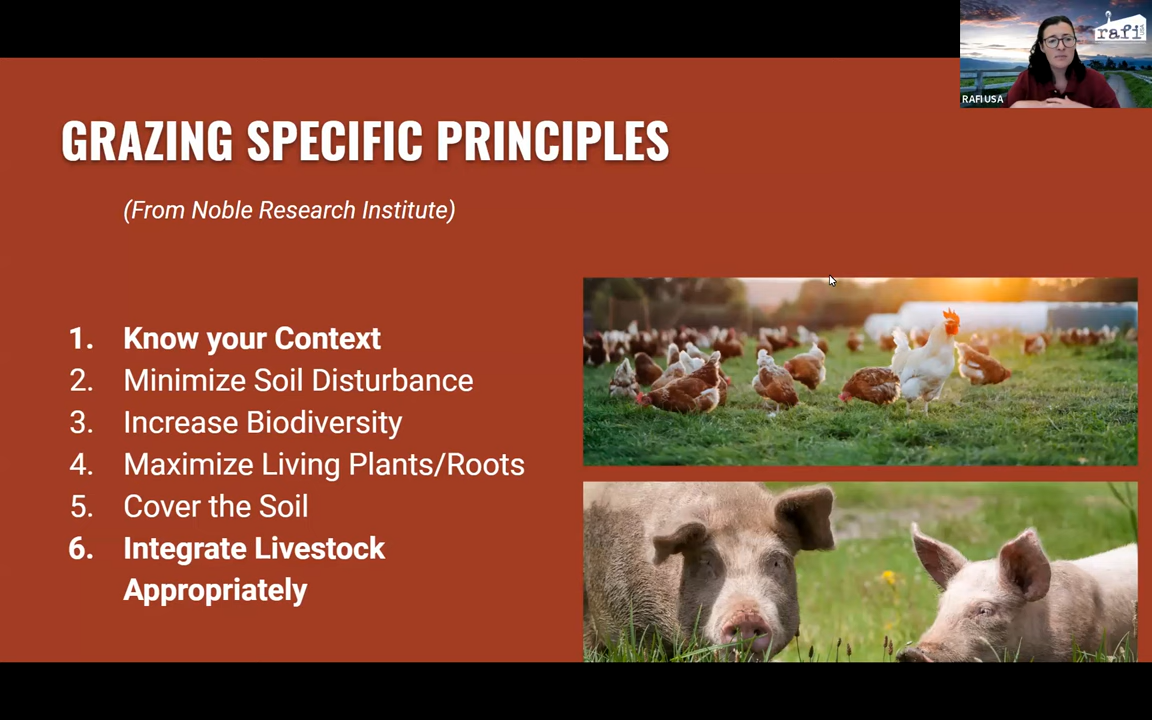 rafi
USA
RAFIUSA
GRAZING SPECIFIC PRINCIPLES
(From Noble Research Institute)
1. Know your Context
2. Minimize Soil Disturbance
3. Increase Biodiversity
4. Maximize Living Plants/Roots
5. Cover the Soil
6. Integrate Livestock
Appropriately